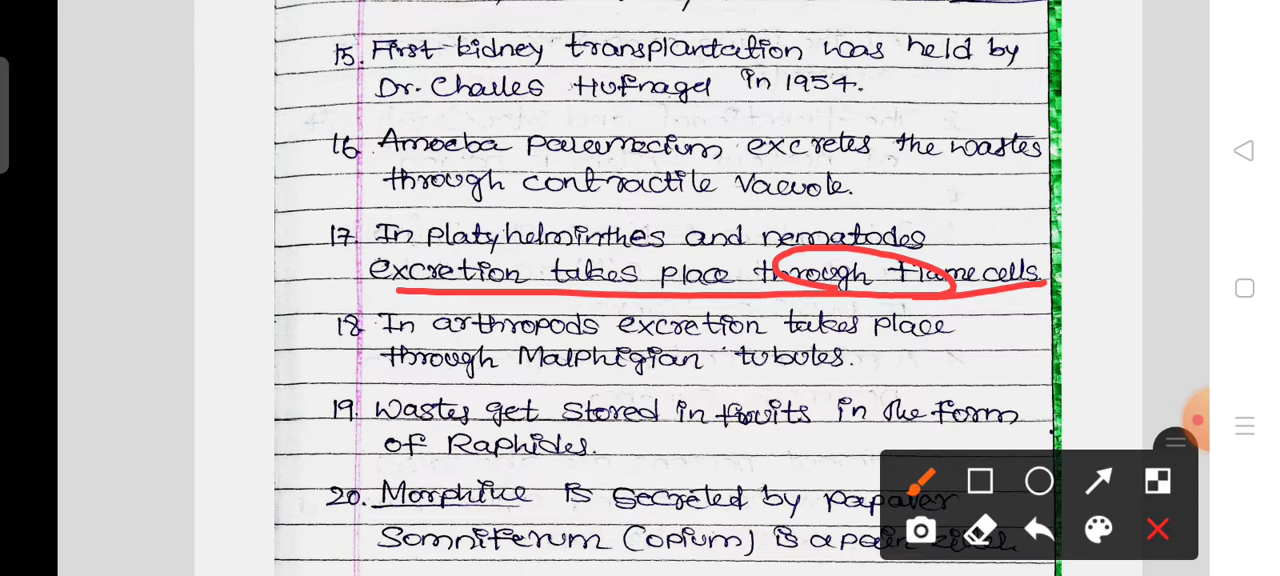 15. First kidney transplantation was held by
Dr. Charles Hufnagel in 1954.
16. Amoeba Paramecium excretes the wastes
through contractile vacuole.
17. In platyhelminthes and nematodes
excretion takes place through flame cells.
18. In arthropods excretion takes place
through Malphigian tubules.
19. Wastes get stored in fruits in the form
of Raphides.
20. Morphine is secreted by papaver
Somniferum (opium) is a pain